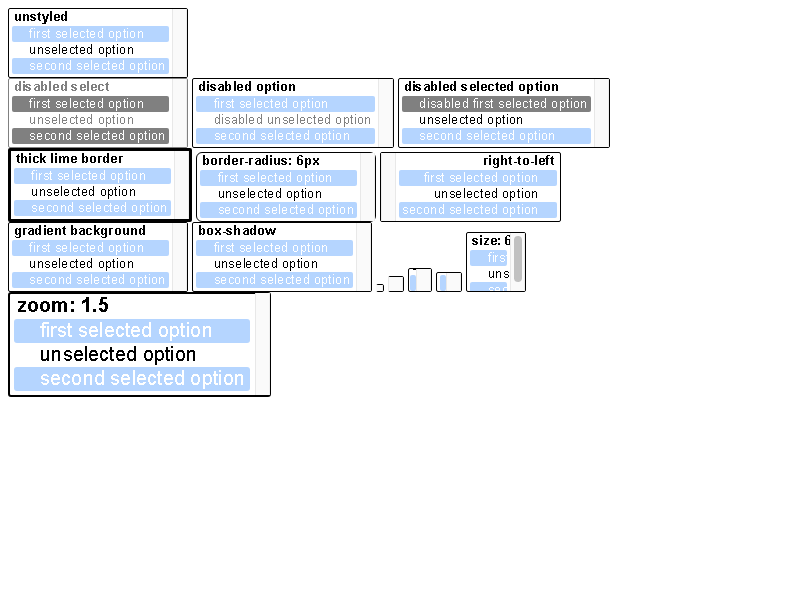 unstyled
first selected option
unselected option
second selected option
disabled select
first selected option
unselected option
second selected option
disabled option
first selected option
disabled unselected option
second selected option
disabled selected option
disabled first selected option
unselected option
second selected option
thick lime border
first selected option
unselected option
second selected option
border-radius: 6px
first selected option
unselected option
second selected option
right-to-left
first selected option
unselected option
second selected option
gradient background
first selected option
unselected option
second selected option
box-shadow
first selected option
unselected option
second selected option
size: 6
firs
uns
sec
zoom: 1.5
first selected option
unselected option
second selected option